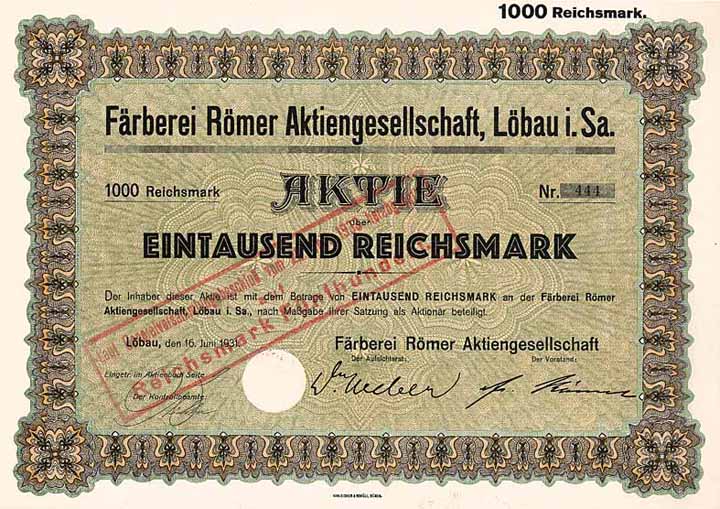 1000 Reichsmark.
Färberei Römer Aktiengesellschaft, Löbau i. Sa.
1000 Reichsmark
AKTIE
Nr. 444
über
EINTAUSEND REICHSMARK
Der Inhaber dieser Aktie ist mit dem Betrage von EINTAUSEND REICHSMARK an der Färberei Römer
Aktiengesellschaft, Löbau i. Sa., nach Maßgabe ihrer Satzung als Aktionär beteiligt.
Löbau, den 16. Juni 1931.
Färberei Römer Aktiengesellschaft
Der Aufsichtsrat:
Der Vorstand:
Eingetr. im Aktienbuch Seite
Der Kontrollbeamte:
Reichsmark